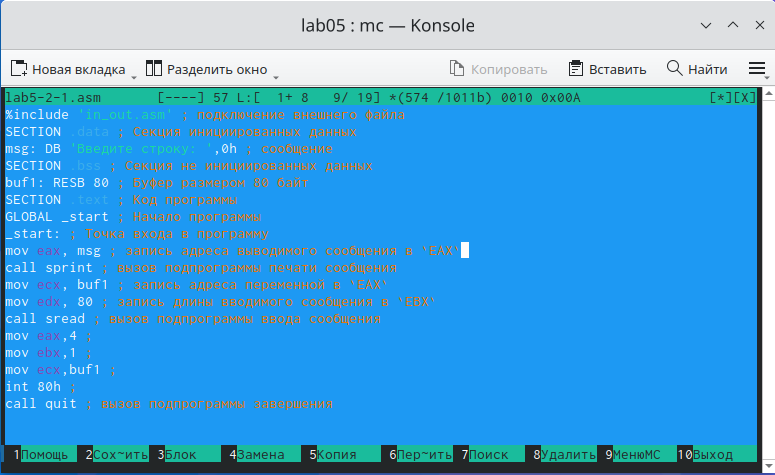 lab05 : mc — Konsole
Новая вкладка Разделить окно Копировать Вставить Найти
lab5-2-1.asm [----] 57 L:[ 1+ 8 9/ 19] *(574 /1011b) 0010 0x00A [*][X]
%include 'in_out.asm' ; подключение внешнего файла
SECTION .data ; Секция инициированных данных
msg: DB 'Введите строку: ',0h ; сообщение
SECTION .bss ; Секция не инициированных данных
buf1: RESB 80 ; Буфер размером 80 байт
SECTION .text ; Код программы
GLOBAL _start ; Начало программы
_start: ; Точка входа в программу
mov eax, msg ; запись адреса выводимого сообщения в `EAX`
call sprint ; вызов подпрограммы печати сообщения
mov ecx, buf1 ; запись адреса переменной в `EAX`
mov edx, 80 ; запись длины вводимого сообщения в `EBX`
call sread ; вызов подпрограммы ввода сообщения
mov eax,4 ;
mov ebx,1 ;
mov ecx,buf1 ;
int 80h ;
call quit ; вызов подпрограммы завершения
1Помощь 2Сох~ить 3Блок 4Замена 5Копия 6Пер~ить 7Поиск 8Удалить 9МенюМС 10Выход